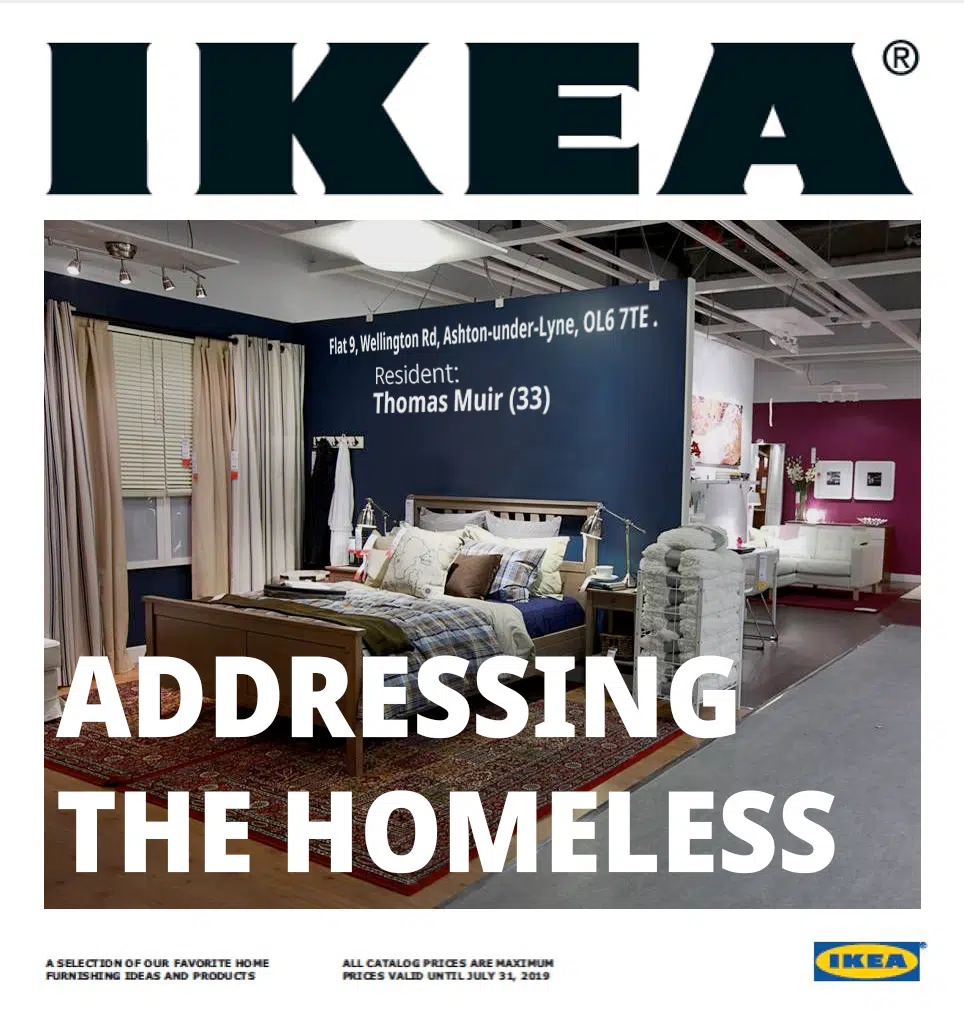 IKEA®
Flat 9, Wellington Rd, Ashton-under-Lyne, OL6 7TE .
Resident:
Thomas Muir (33)
ADDRESSING
THE HOMELESS
A SELECTION OF OUR FAVORITE HOME
FURNISHING IDEAS AND PRODUCTS
ALL CATALOG PRICES ARE MAXIMUM
PRICES VALID UNTIL JULY 31, 2019
IKEA®